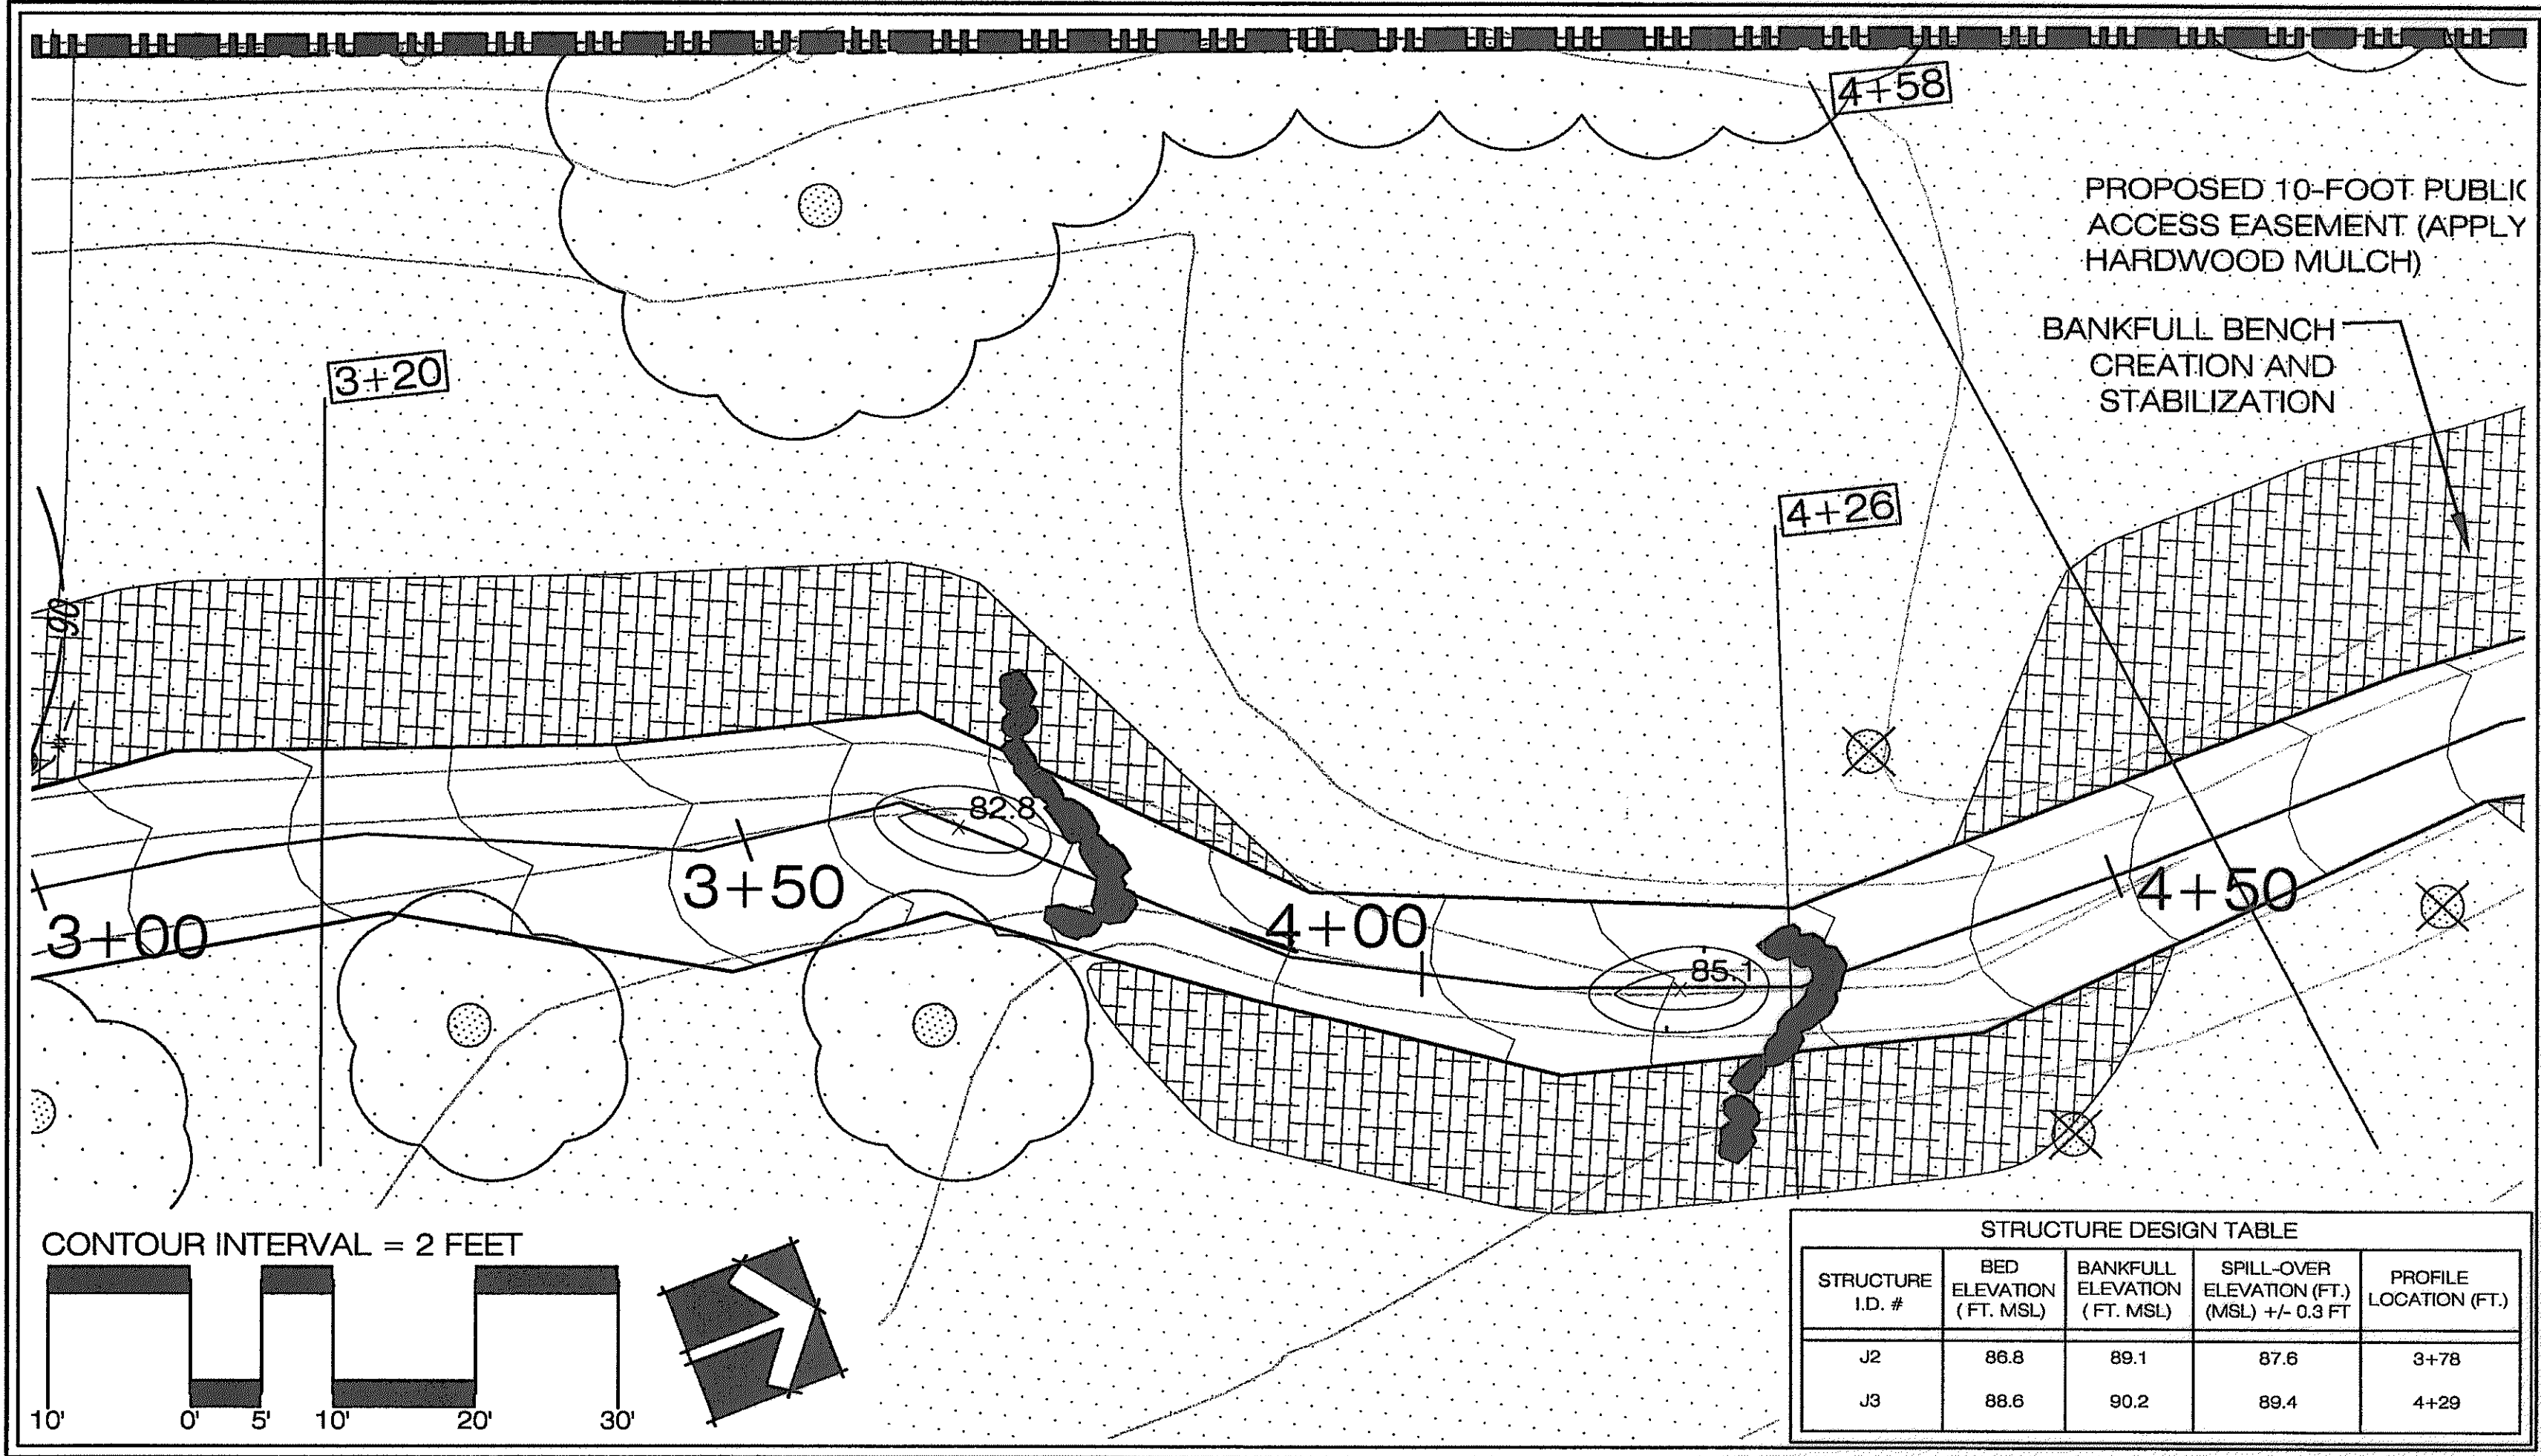 4+58
PROPOSED 10-FOOT PUBLIC
ACCESS EASEMENT (APPLY
HARDWOOD MULCH)
BANKFULL BENCH
CREATION AND
STABILIZATION
3+20
4+26
90
82.8
3+50
4+50
3+00
4+00
85.1
CONTOUR INTERVAL = 2 FEET
10' 0' 5' 10' 20' 30'
STRUCTURE DESIGN TABLE
STRUCTURE I.D. # BED ELEVATION ( FT. MSL) BANKFULL ELEVATION ( FT. MSL) SPILL-OVER ELEVATION (FT.) (MSL) +/- 0.3 FT PROFILE LOCATION (FT.)
J2 86.8 89.1 87.6 3+78
J3 88.6 90.2 89.4 4+29